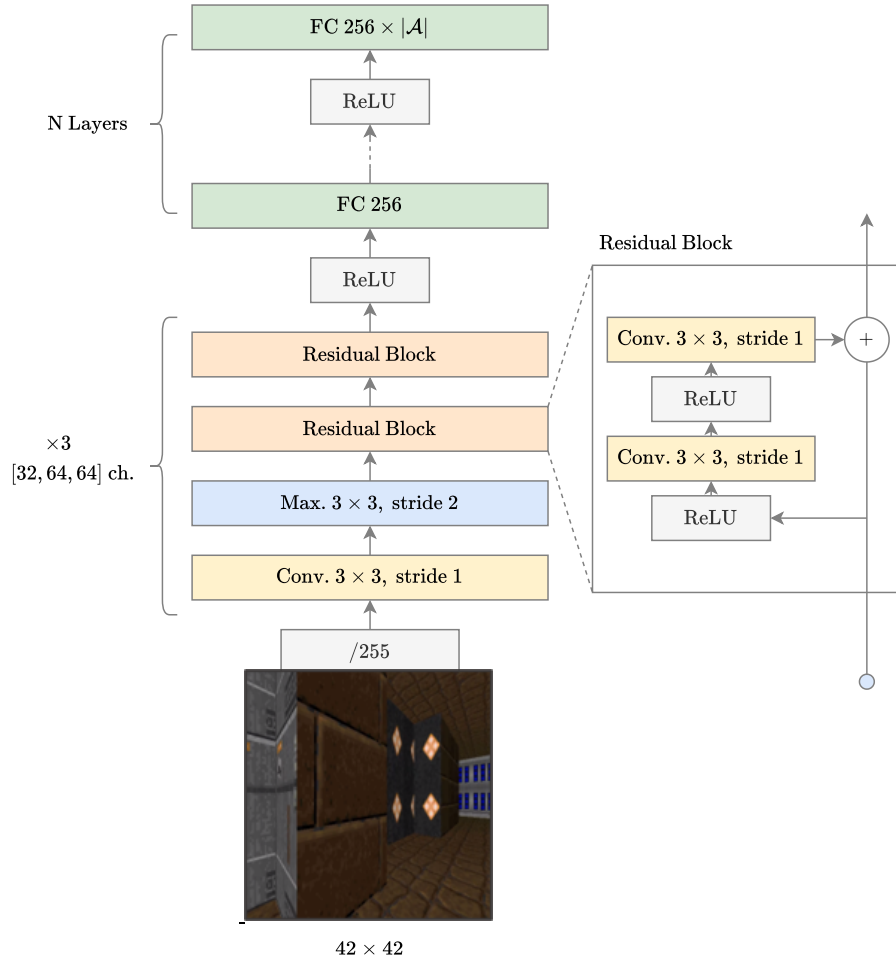 FC 256 × |𝒜|
ReLU
N Layers
FC 256
ReLU
Residual Block
Residual Block
×3
[32, 64, 64] ch.
Max. 3 × 3, stride 2
Conv. 3 × 3, stride 1
/255
42 × 42
Residual Block
Conv. 3 × 3, stride 1
+
ReLU
Conv. 3 × 3, stride 1
ReLU